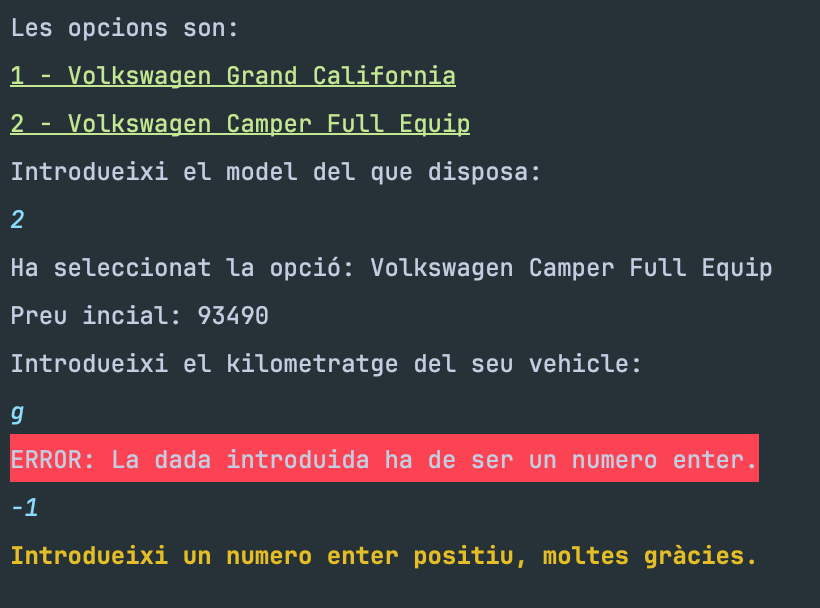 Les opcions son:
1 - Volkswagen Grand California
2 - Volkswagen Camper Full Equip
Introdueixi el model del que disposa:
2
Ha seleccionat la opció: Volkswagen Camper Full Equip
Preu incial: 93490
Introdueixi el kilometratge del seu vehicle:
g
ERROR: La dada introduida ha de ser un numero enter.
-1
Introdueixi un numero enter positiu, moltes gràcies.